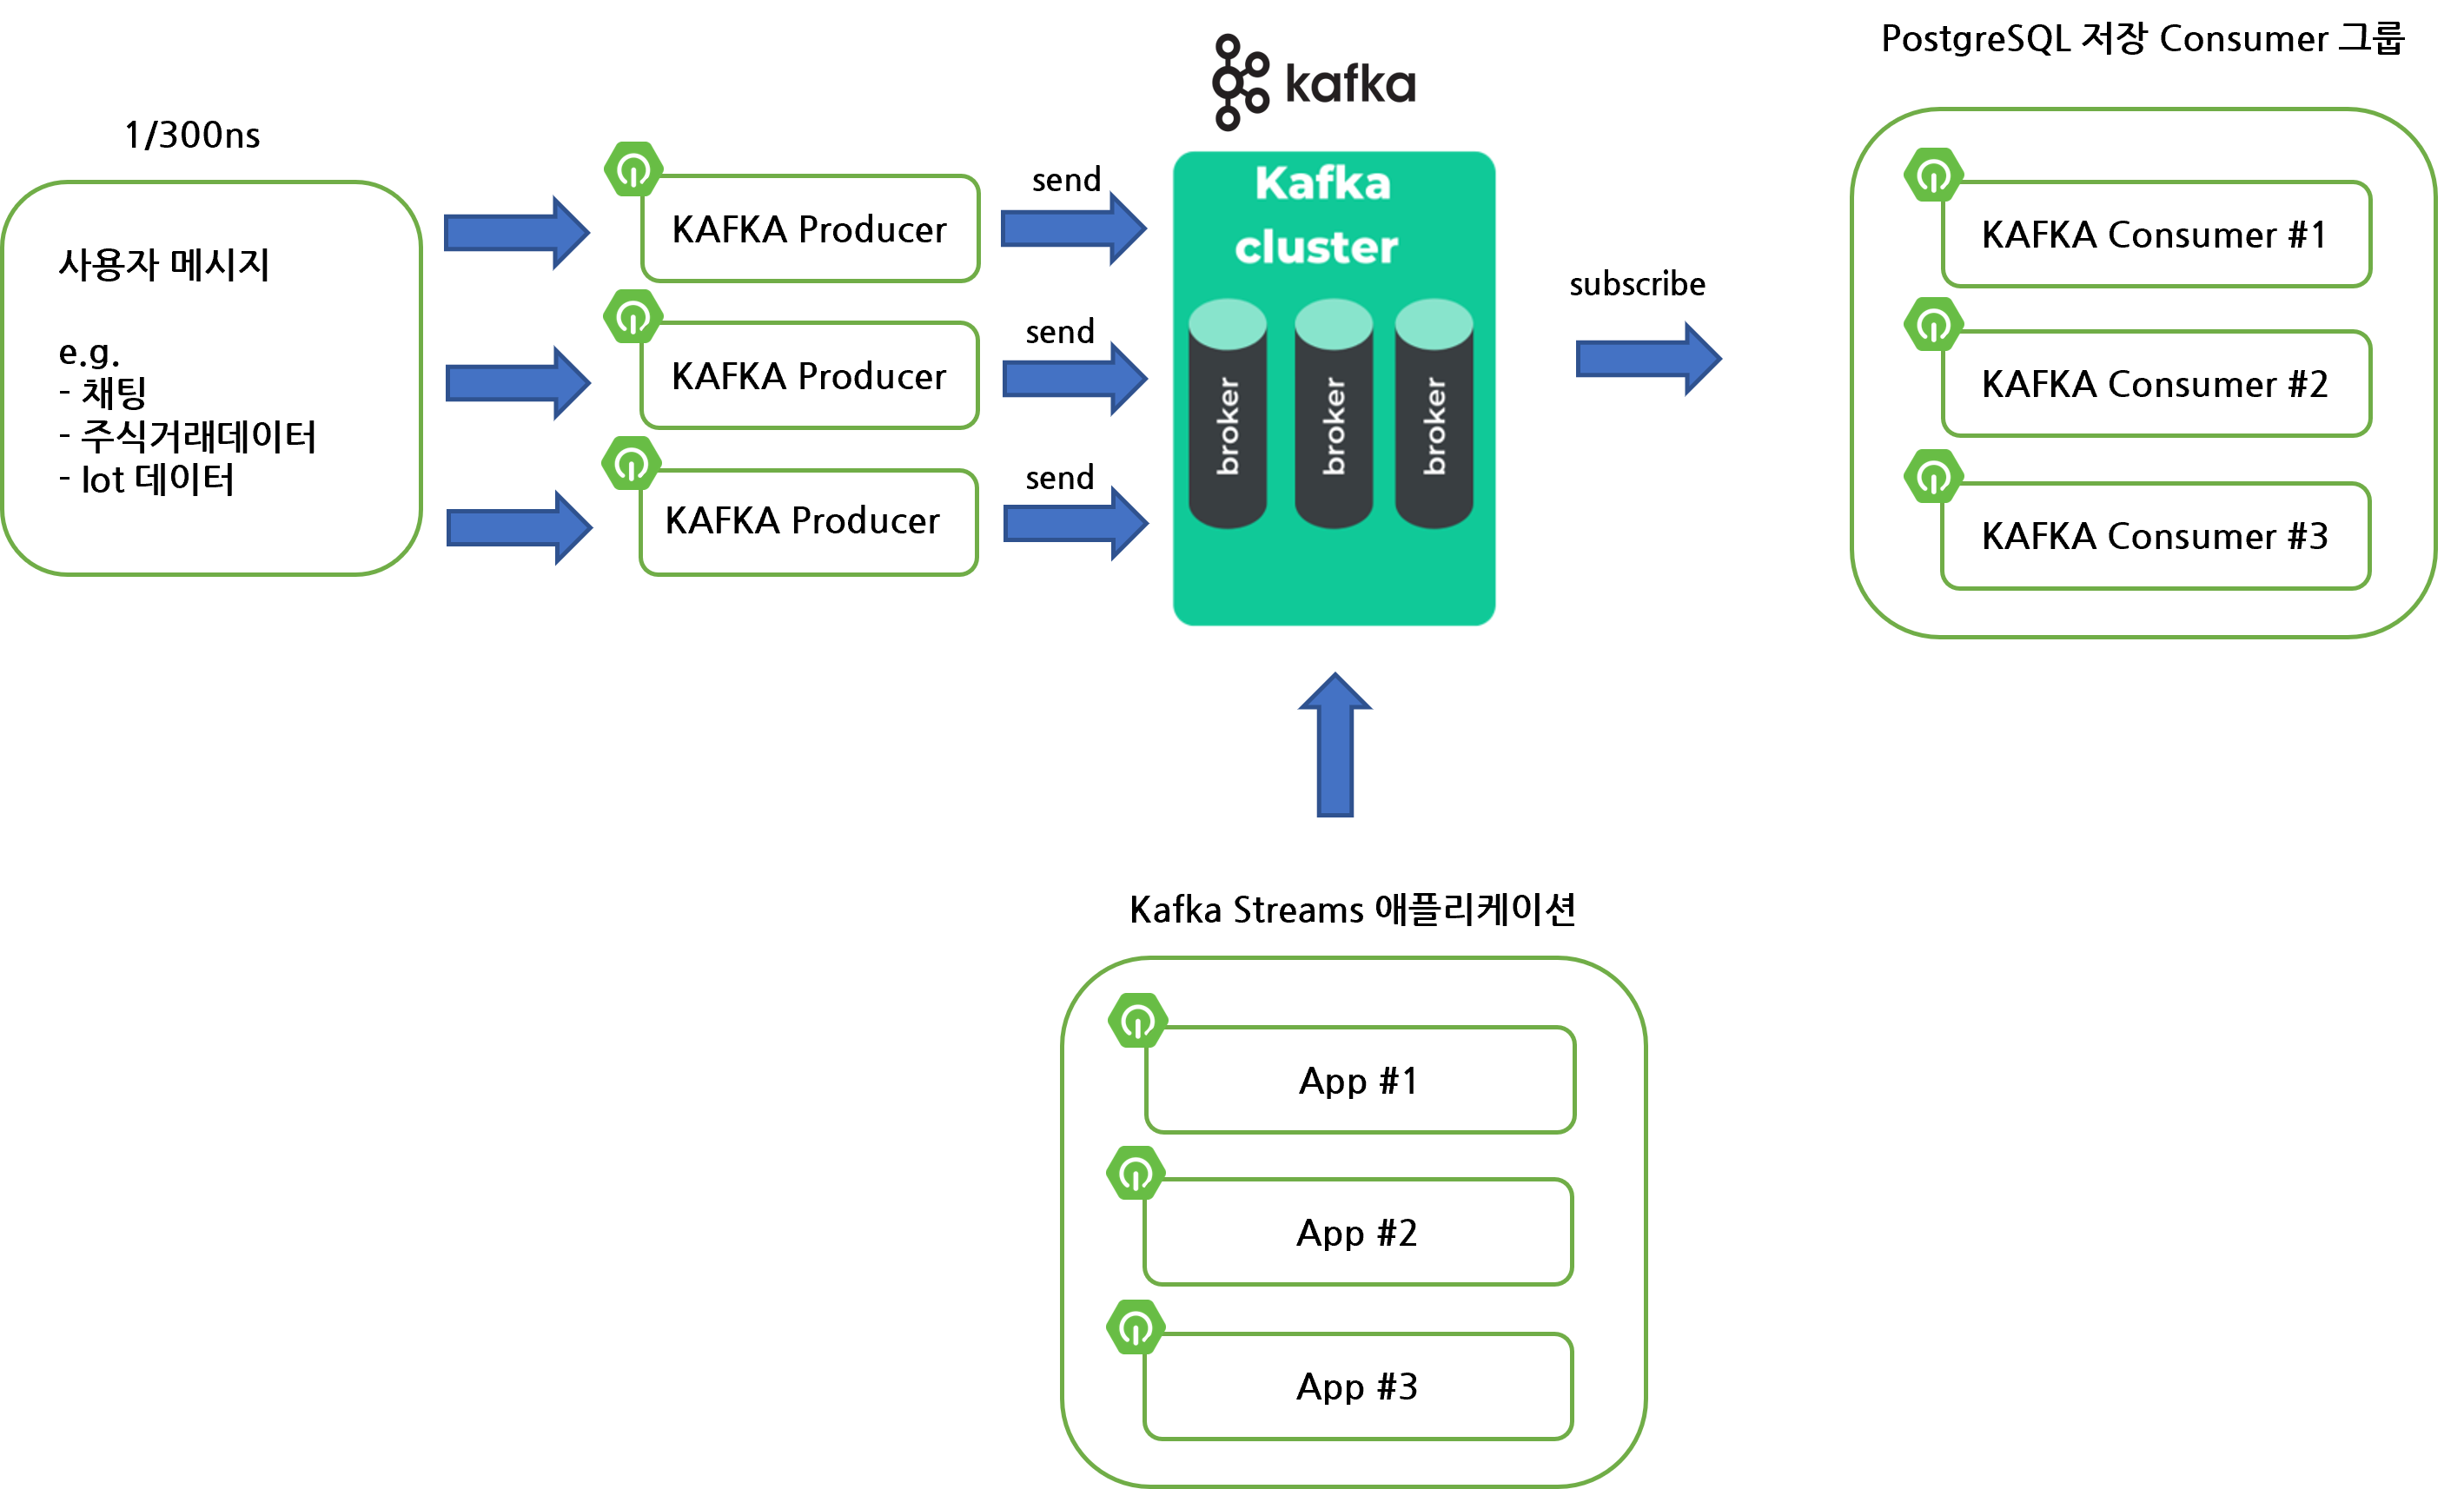 PostgreSQL 저장 Consumer 그룹
kafka
1/300ns
사용자 메시지
e.g.
- 채팅
- 주식거래데이터
- Iot 데이터
KAFKA Producer
KAFKA Producer
KAFKA Producer
send
send
send
Kafka
cluster
broker
broker
broker
subscribe
KAFKA Consumer #1
KAFKA Consumer #2
KAFKA Consumer #3
Kafka Streams 애플리케이션
App #1
App #2
App #3